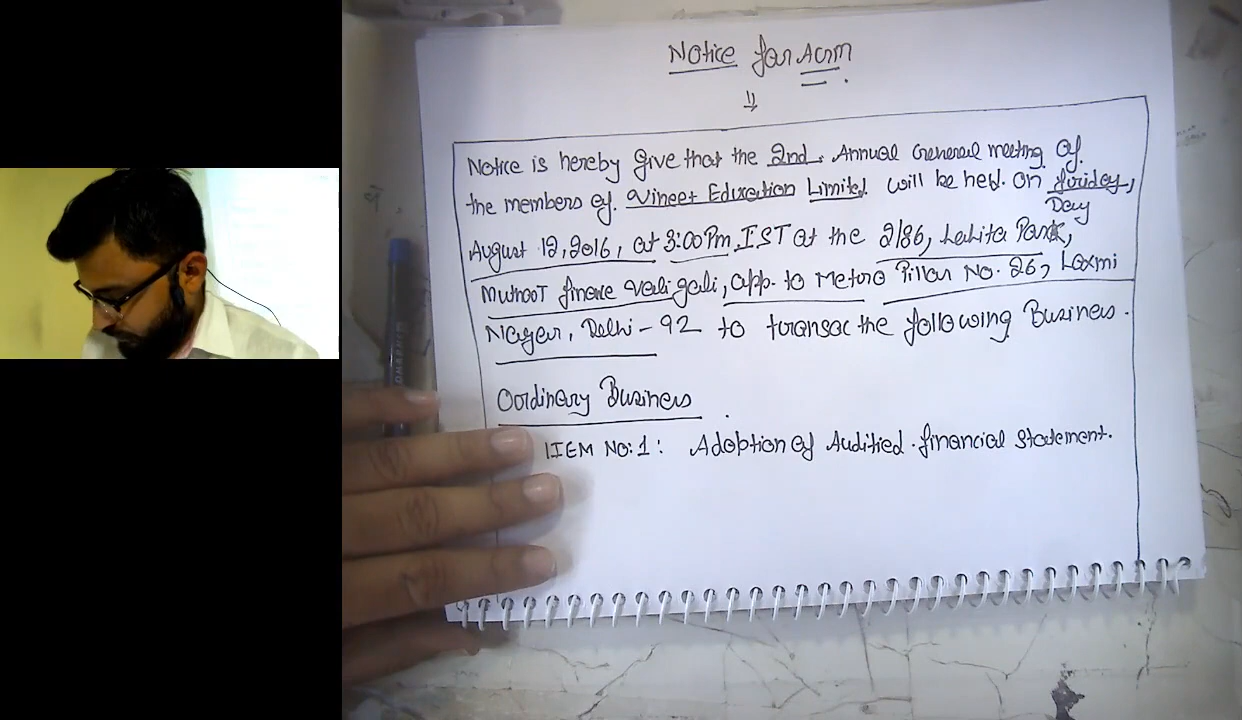 Notice for AGM
Notice is hereby give that the 2nd. Annual General meeting of
the members of. Vineet Education Limited. will be held. on friday,
Day
August 12, 2016, at 3:00 Pm. IST at the 2/86, Lalita Park,
Muthoot finance vali gali, opp. to Metro Pillar No. 26, Laxmi
Nagar, Delhi - 92 to transac the following Business.
Ordinary Business
ITEM NO:1: Adoption of Auditied financial Statement.